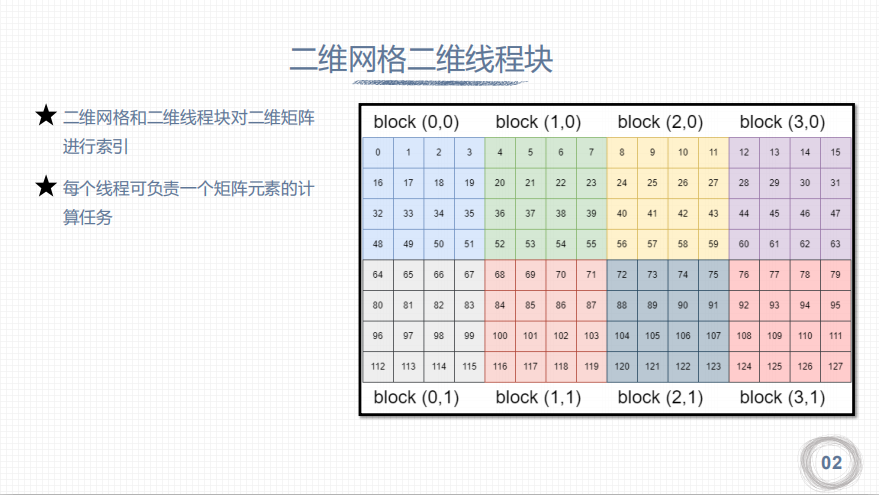 二维网格二维线程块
★ 二维网格和二维线程块对二维矩阵
进行索引
★ 每个线程可负责一个矩阵元素的计
算任务
block (0,0) block (1,0) block (2,0) block (3,0)
0 1 2 3 4 5 6 7 8 9 10 11 12 13 14 15
16 17 18 19 20 21 22 23 24 25 26 27 28 29 30 31
32 33 34 35 36 37 38 39 40 41 42 43 44 45 46 47
48 49 50 51 52 53 54 55 56 57 58 59 60 61 62 63
64 65 66 67 68 69 70 71 72 73 74 75 76 77 78 79
80 81 82 83 84 85 86 87 88 89 90 91 92 93 94 95
96 97 98 99 100 101 102 103 104 105 106 107 108 109 110 111
112 113 114 115 116 117 118 119 120 121 122 123 124 125 126 127
block (0,1) block (1,1) block (2,1) block (3,1)
02